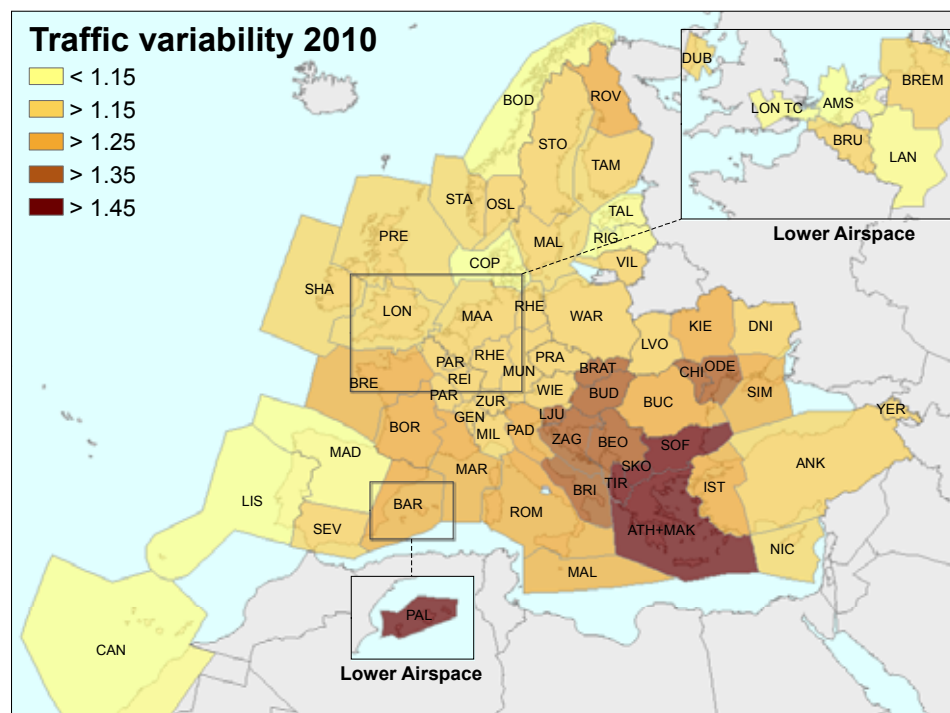 Traffic variability 2010
< 1.15
> 1.15
> 1.25
> 1.35
> 1.45
DUB
BREM
LON TC
AMS
BRU
LAN
Lower Airspace
BOD
ROV
STO
TAM
STA
OSL
TAL
PRE
MAL
RIG
COP
VIL
SHA
LON
MAA
RHE
WAR
KIE
DNI
LVO
PAR
RHE
PRA
BRE
REI
MUN
BRAT
CHI
ODE
PAR
ZUR
WIE
BUD
BUC
SIM
YER
GEN
LJU
BOR
MIL
PAD
ZAG
BEO
SOF
MAD
MAR
SKO
ANK
LIS
BRI
TIR
IST
BAR
ROM
SEV
ATH+MAK
NIC
MAL
PAL
CAN
Lower Airspace